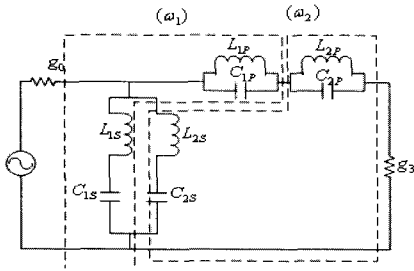 (ω₁) (ω₂)
L₁P L₂P
g₀ C₁P C₂P
L₁S L₂S
g₃
C₁S C₂S